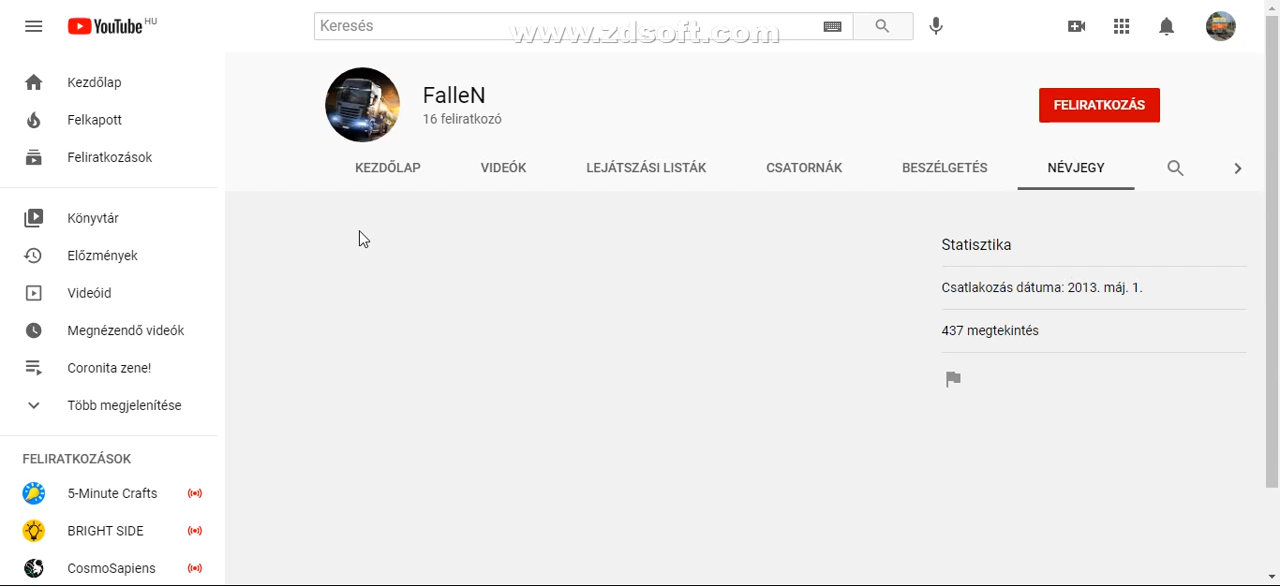 YouTube HU
Keresés
www.zdsoft.com
Kezdőlap
Felkapott
Feliratkozások
Könyvtár
Előzmények
Videóid
Megnézendő videók
Coronita zene!
Több megjelenítése
FELIRATKOZÁSOK
5-Minute Crafts
BRIGHT SIDE
CosmoSapiens
FalleN
16 feliratkozó
FELIRATKOZÁS
KEZDŐLAP VIDEÓK LEJÁTSZÁSI LISTÁK CSATORNÁK BESZÉLGETÉS NÉVJEGY
Statisztika
Csatlakozás dátuma: 2013. máj. 1.
437 megtekintés